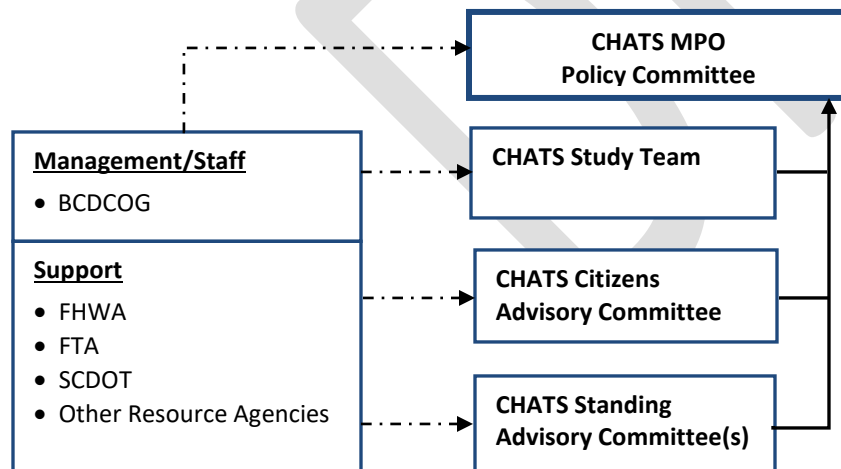 CHATS MPO
Policy Committee
Management/Staff
• BCDCOG
Support
• FHWA
• FTA
• SCDOT
• Other Resource Agencies
CHATS Study Team
CHATS Citizens
Advisory Committee
CHATS Standing
Advisory Committee(s)